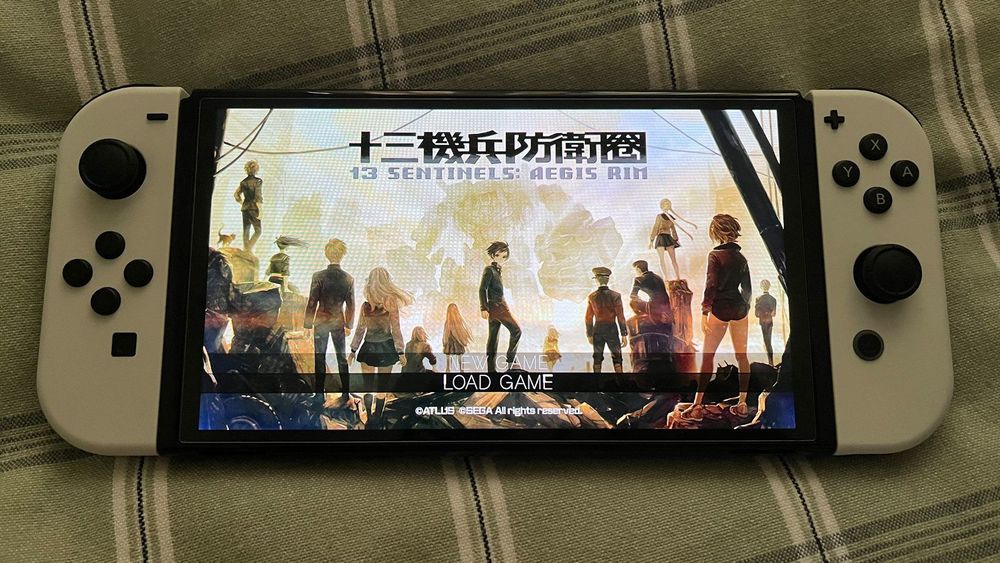 十三機兵防衛圏
13 SENTINELS: AEGIS RIM
NEW GAME
LOAD GAME
©ATLUS ©SEGA All rights reserved.
X
Y
A
B